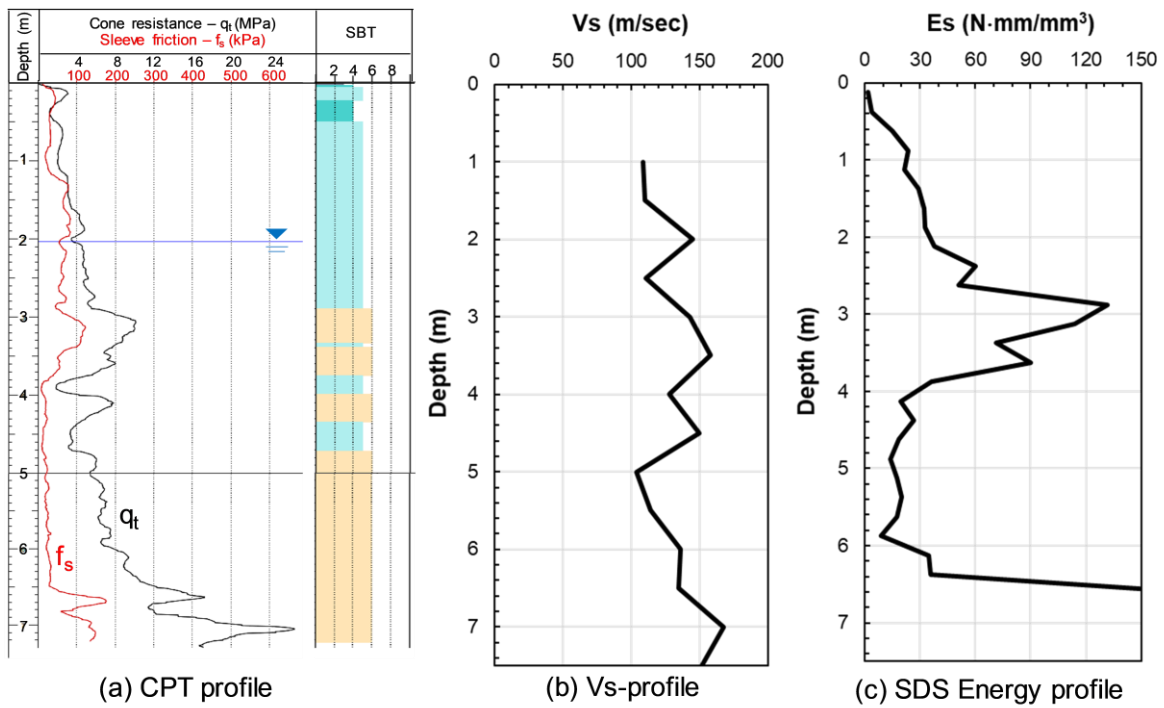 Depth (m)
Cone resistance – qt (MPa)
Sleeve friction – fs (kPa)
4 8 12 16 20 24
100 200 300 400 500 600
SBT
2 4 6 8
1
2
3
4
5
6
7
qt
fs
(a) CPT profile
Vs (m/sec)
0 50 100 150 200
Depth (m)
0
1
2
3
4
5
6
7
(b) Vs-profile
Es (N·mm/mm³)
0 30 60 90 120 150
Depth (m)
0
1
2
3
4
5
6
7
(c) SDS Energy profile